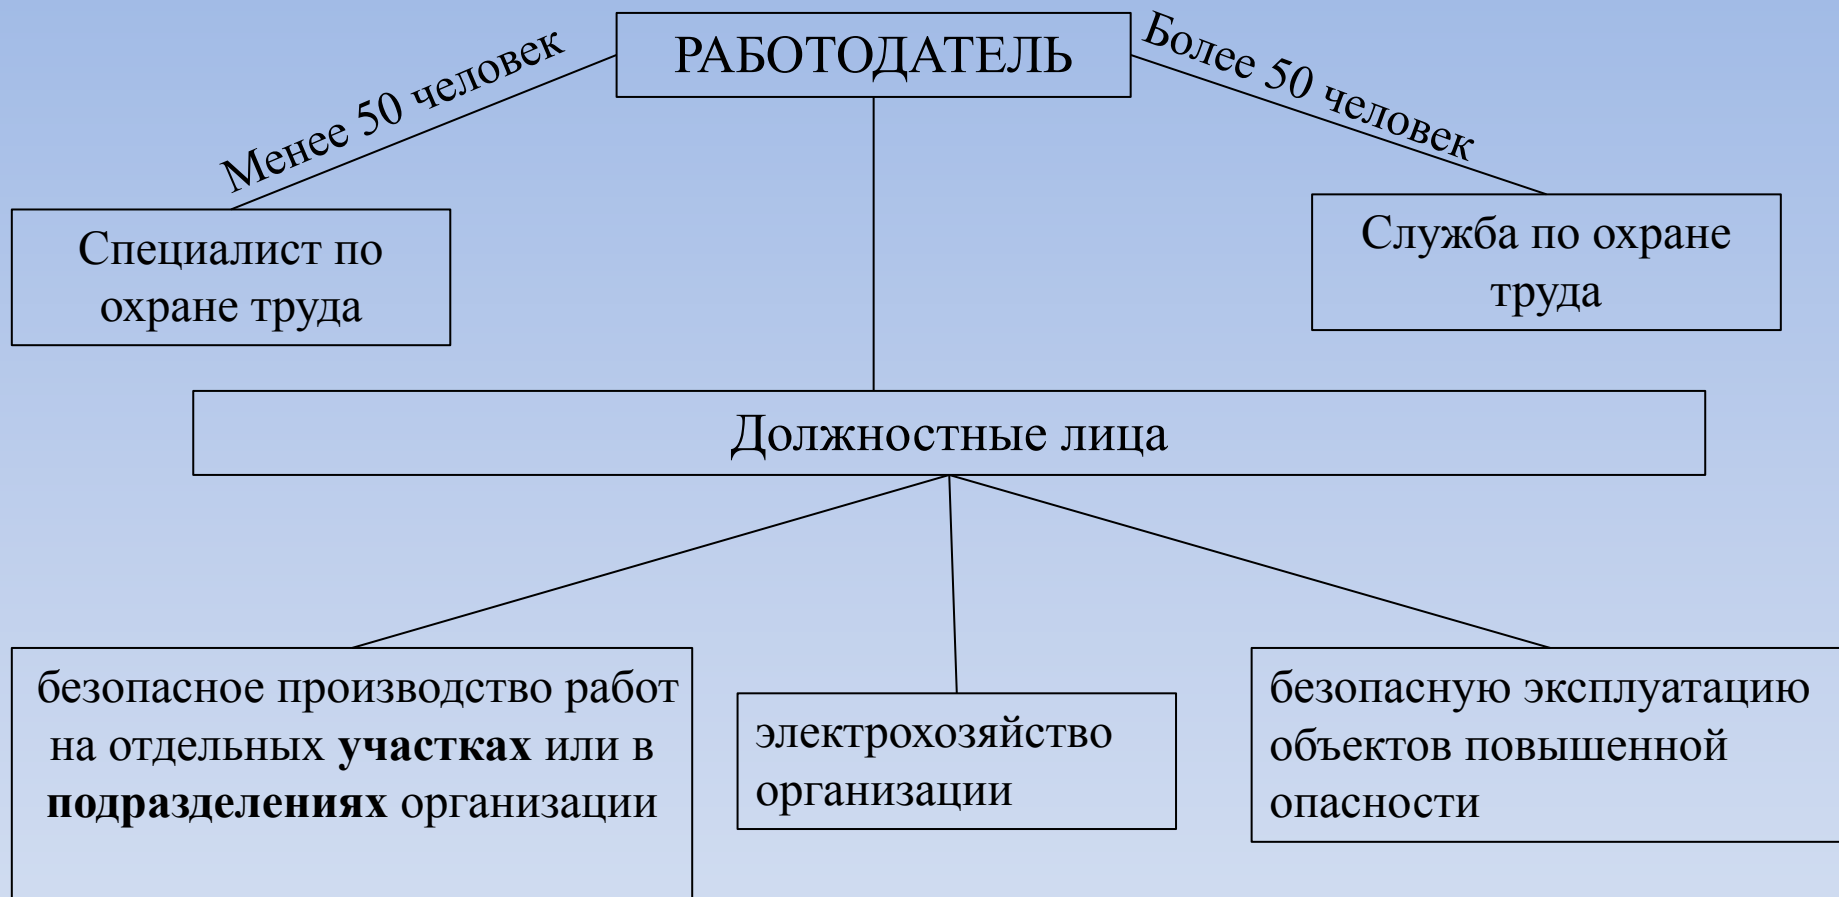 РАБОТОДАТЕЛЬ
Менее 50 человек
Более 50 человек
Специалист по
охране труда
Служба по охране
труда
Должностные лица
безопасное производство работ
на отдельных участках или в
подразделениях организации
электрохозяйство
организации
безопасную эксплуатацию
объектов повышенной
опасности